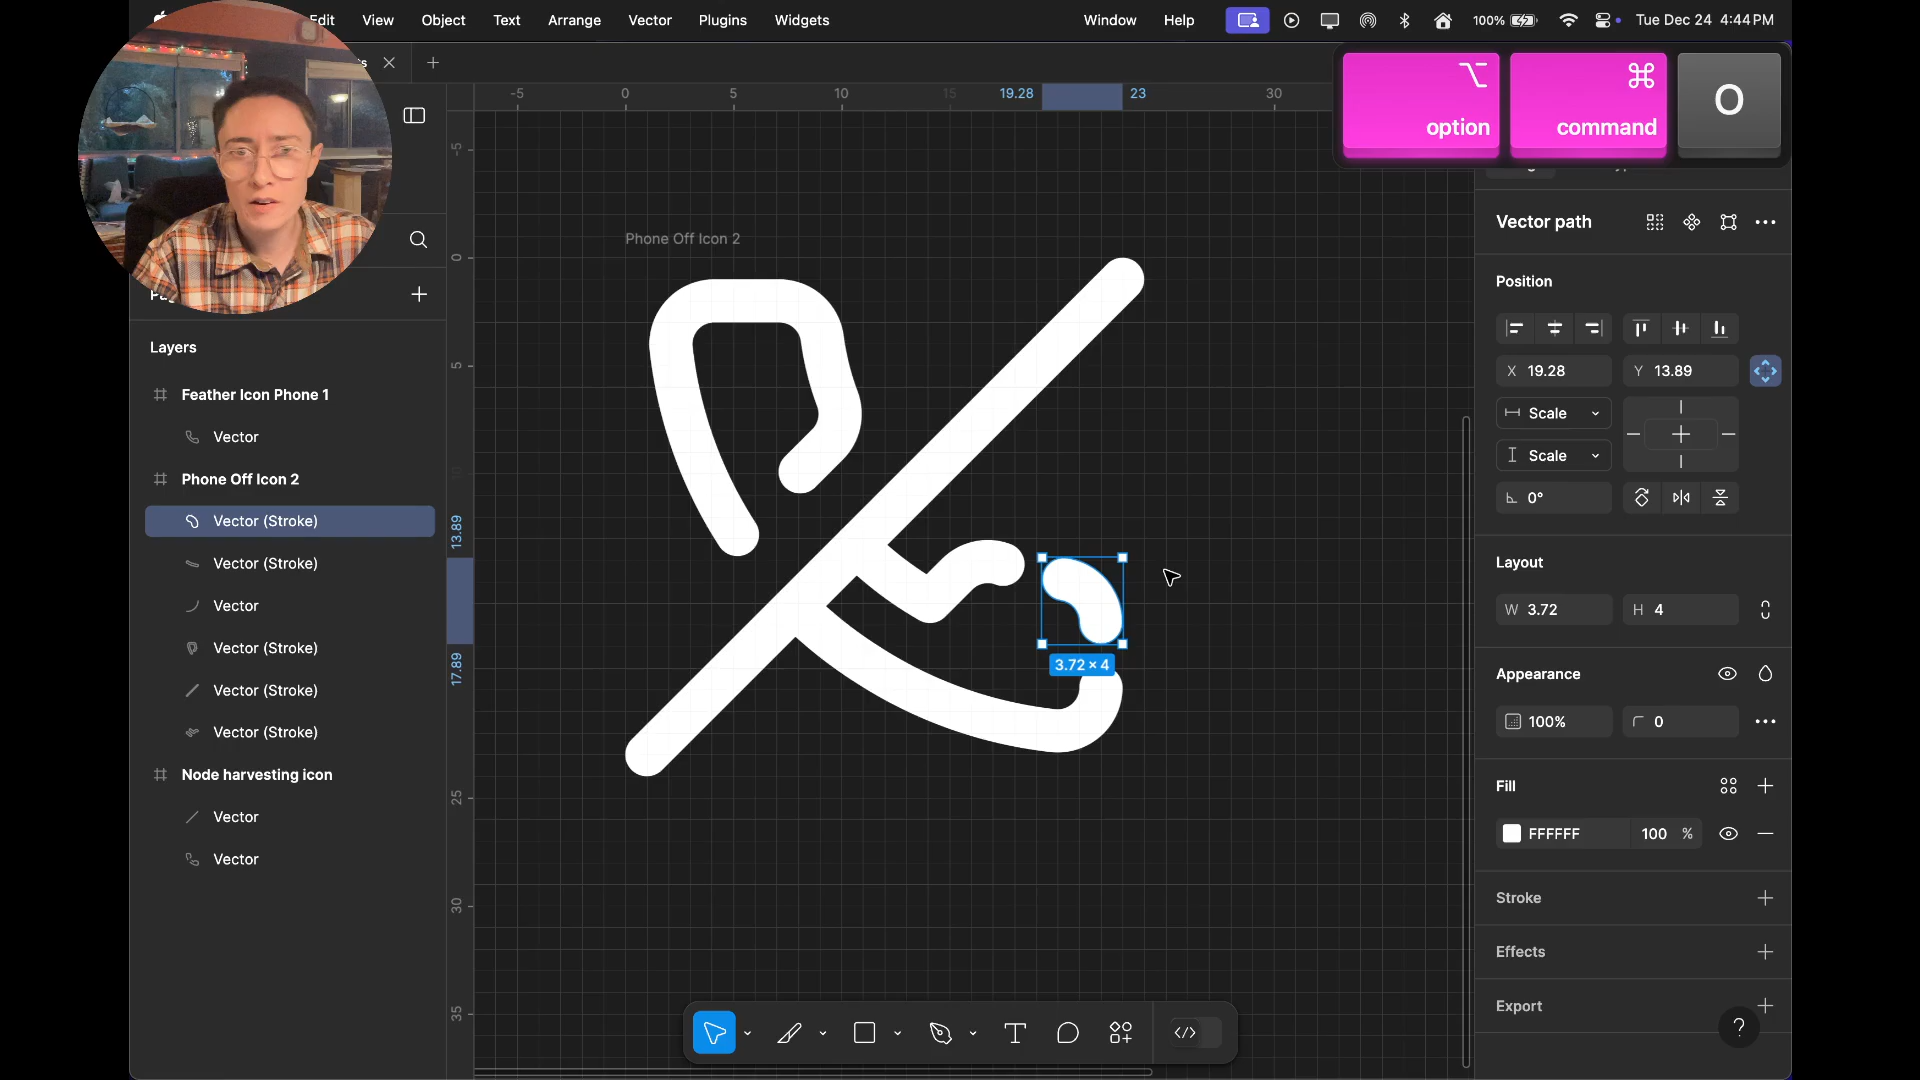 Edit View Object Text Arrange Vector Plugins Widgets Window Help 100% Tue Dec 24 4:44 PM
option
command
O
-5 0 5 10 15 19.28 23 30
-5
0
5
10
13.89
17.89
25
30
35
Phone Off Icon 2
3.72 × 4
Layers
Feather Icon Phone 1
Vector
Phone Off Icon 2
Vector (Stroke)
Vector (Stroke)
Vector
Vector (Stroke)
Vector (Stroke)
Vector (Stroke)
Node harvesting icon
Vector
Vector
Vector path
Position
X 19.28 Y 13.89
Scale
Scale
0°
Layout
W 3.72 H 4
Appearance
100% 0
Fill
FFFFFF 100 %
Stroke
Effects
Export
?